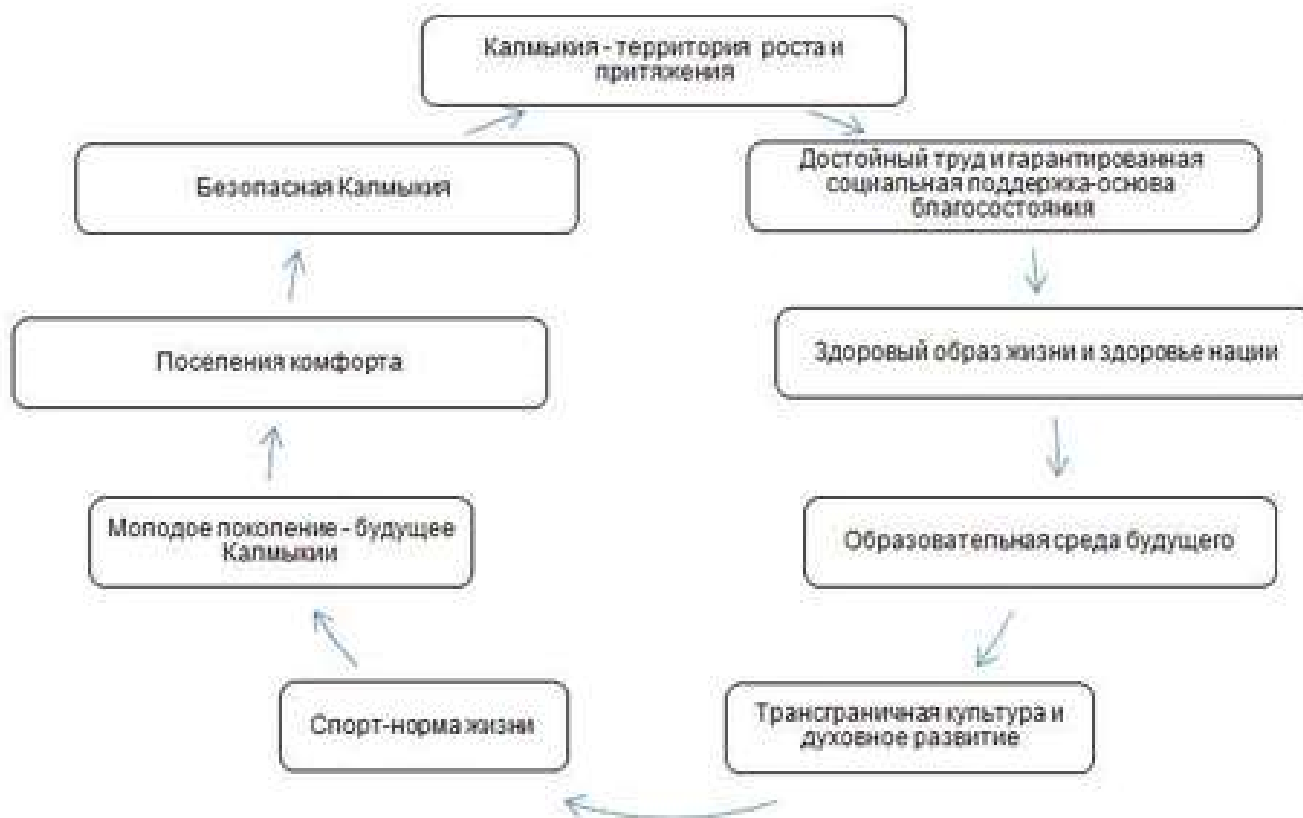 Калмыкия - территория роста и
притяжения
Достойный труд и гарантированная
социальная поддержка-основа
благосостояния
Здоровый образ жизни и здоровье нации
Образовательная среда будущего
Трансграничная культура и
духовное развитие
Спорт-норма жизни
Молодое поколение - будущее
Калмыкии
Поселения комфорта
Безопасная Калмыкия